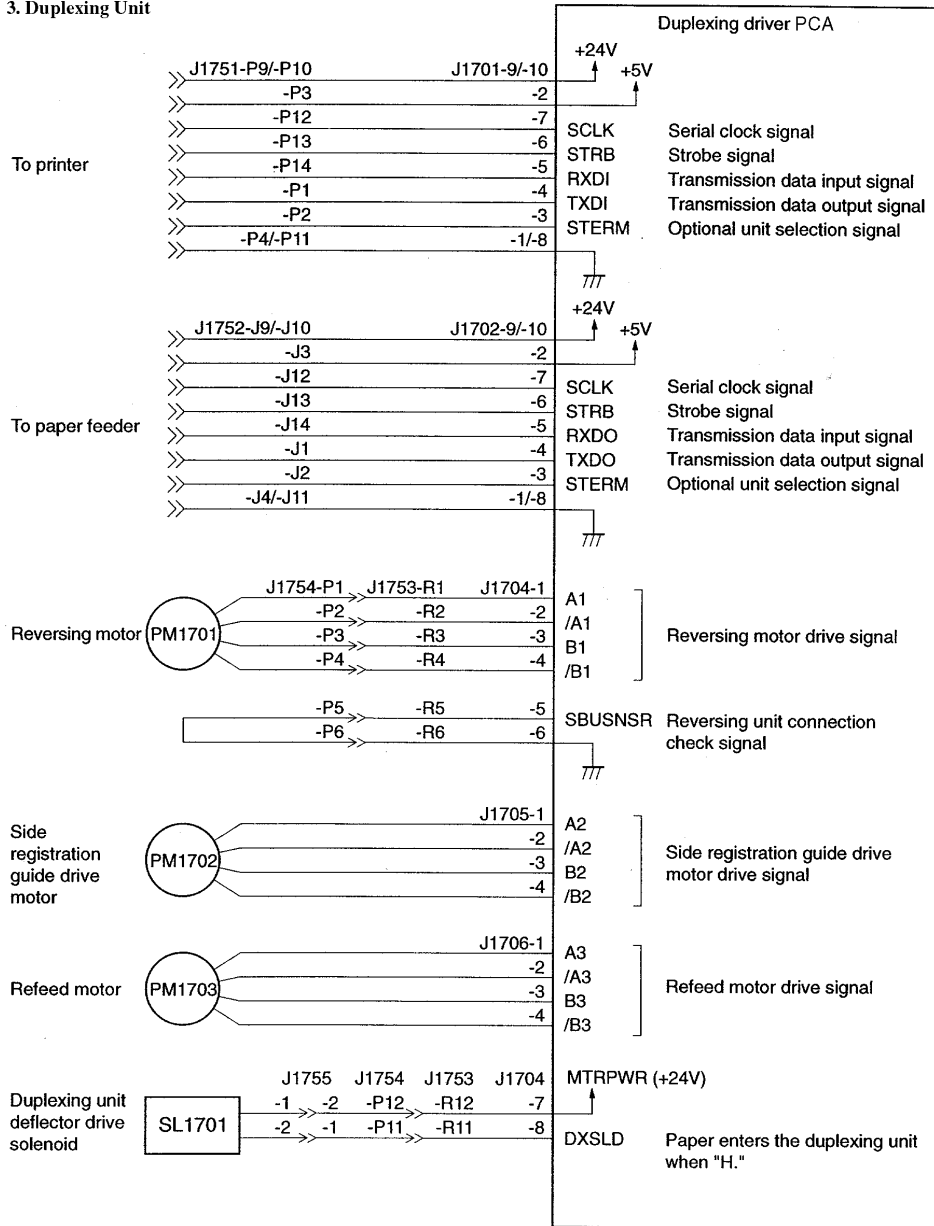 3. Duplexing Unit
Duplexing driver PCA
+24V
J1751-P9/-P10 J1701-9/-10 +5V
-P3 -2
-P12 -7 SCLK Serial clock signal
-P13 -6 STRB Strobe signal
To printer -P14 -5 RXDI Transmission data input signal
-P1 -4 TXDI Transmission data output signal
-P2 -3 STERM Optional unit selection signal
-P4/-P11 -1/-8
+24V
J1752-J9/-J10 J1702-9/-10 +5V
-J3 -2
-J12 -7 SCLK Serial clock signal
-J13 -6 STRB Strobe signal
To paper feeder -J14 -5 RXDO Transmission data input signal
-J1 -4 TXDO Transmission data output signal
-J2 -3 STERM Optional unit selection signal
-J4/-J11 -1/-8
J1754-P1 J1753-R1 J1704-1 A1
-P2 -R2 -2 /A1
Reversing motor PM1701 -P3 -R3 -3 B1 Reversing motor drive signal
-P4 -R4 -4 /B1
-P5 -R5 -5 SBUSNSR Reversing unit connection
-P6 -R6 -6 check signal
J1705-1 A2
Side -2 /A2
registration PM1702 -3 B2 Side registration guide drive
guide drive -4 /B2 motor drive signal
motor
J1706-1 A3
-2 /A3
Refeed motor PM1703 -3 B3 Refeed motor drive signal
-4 /B3
J1755 J1754 J1753 J1704 MTRPWR (+24V)
Duplexing unit -1 -2 -P12 -R12 -7
deflector drive SL1701 -2 -1 -P11 -R11 -8 DXSLD Paper enters the duplexing unit
solenoid when "H."